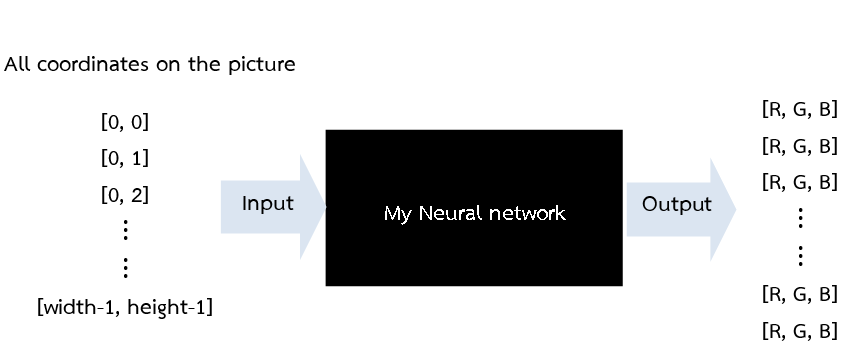 All coordinates on the picture
[0, 0]
[0, 1]
[0, 2]
⋮
⋮
[width-1, height-1]
Input
My Neural network
Output
[R, G, B]
[R, G, B]
[R, G, B]
⋮
⋮
[R, G, B]
[R, G, B]